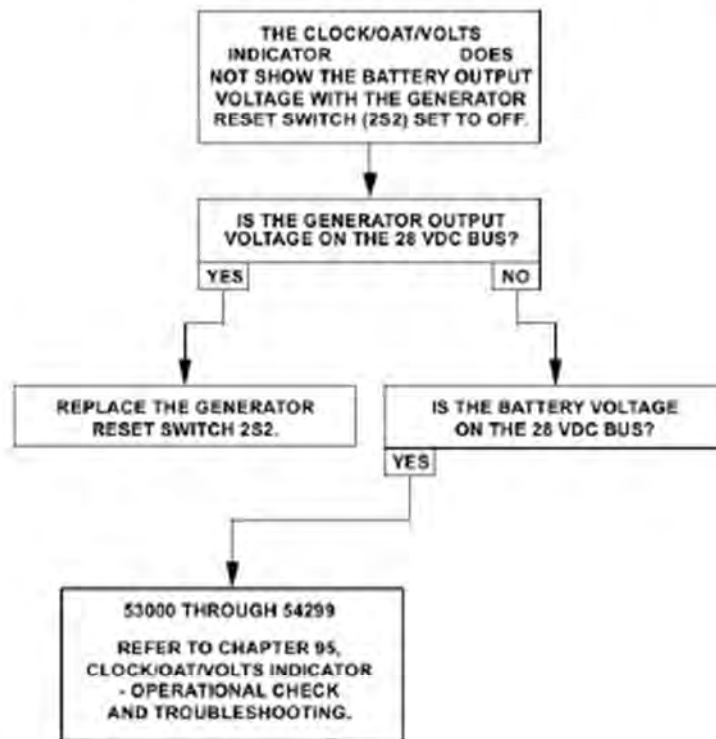 THE CLOCK/OAT/VOLTS
INDICATOR DOES
NOT SHOW THE BATTERY OUTPUT
VOLTAGE WITH THE GENERATOR
RESET SWITCH (2S2) SET TO OFF.
IS THE GENERATOR OUTPUT
VOLTAGE ON THE 28 VDC BUS?
YES
NO
REPLACE THE GENERATOR
RESET SWITCH 2S2.
IS THE BATTERY VOLTAGE
ON THE 28 VDC BUS?
YES
53000 THROUGH 54299
REFER TO CHAPTER 95,
CLOCK/OAT/VOLTS INDICATOR
- OPERATIONAL CHECK
AND TROUBLESHOOTING.